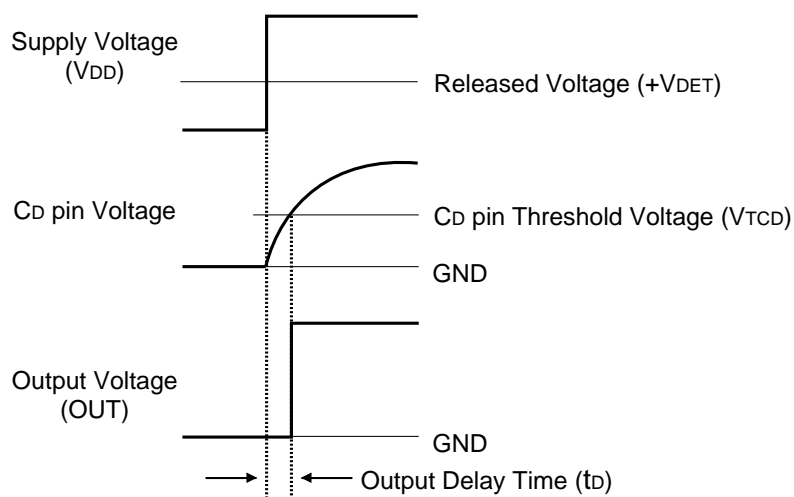 Supply Voltage
(VDD)
Released Voltage (+VDET)
CD pin Voltage
CD pin Threshold Voltage (VTCD)
GND
Output Voltage
(OUT)
GND
Output Delay Time (tD)